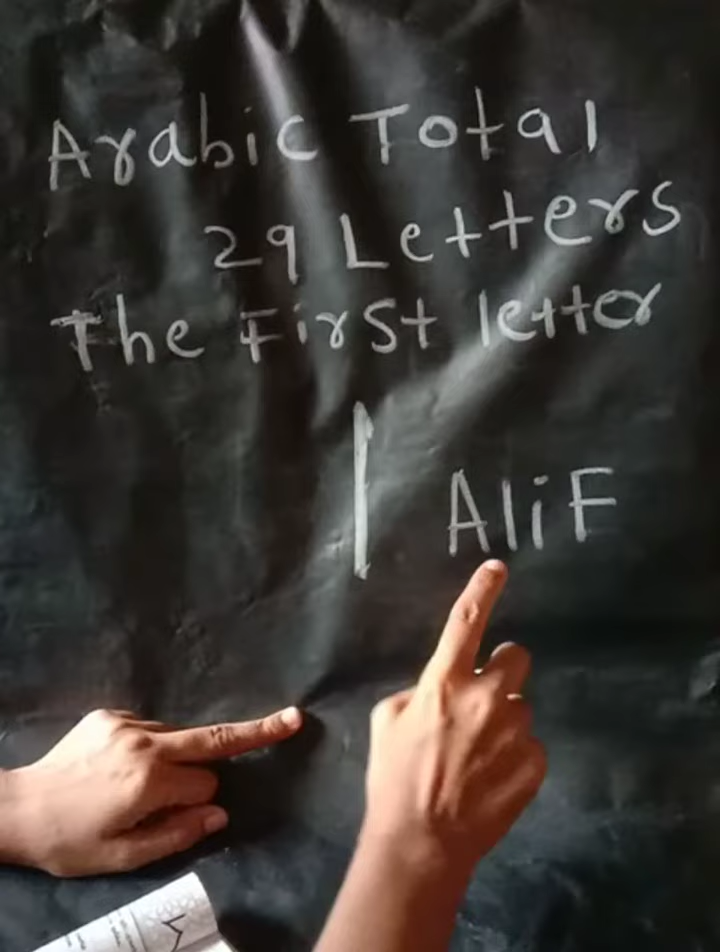 Arabic Total
29 Letters
The First letter
ا AliF